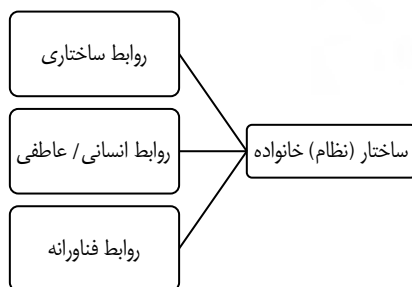 ساختار (نظام) خانواده
روابط ساختاری
روابط انسانی/ عاطفی
روابط فناورانه